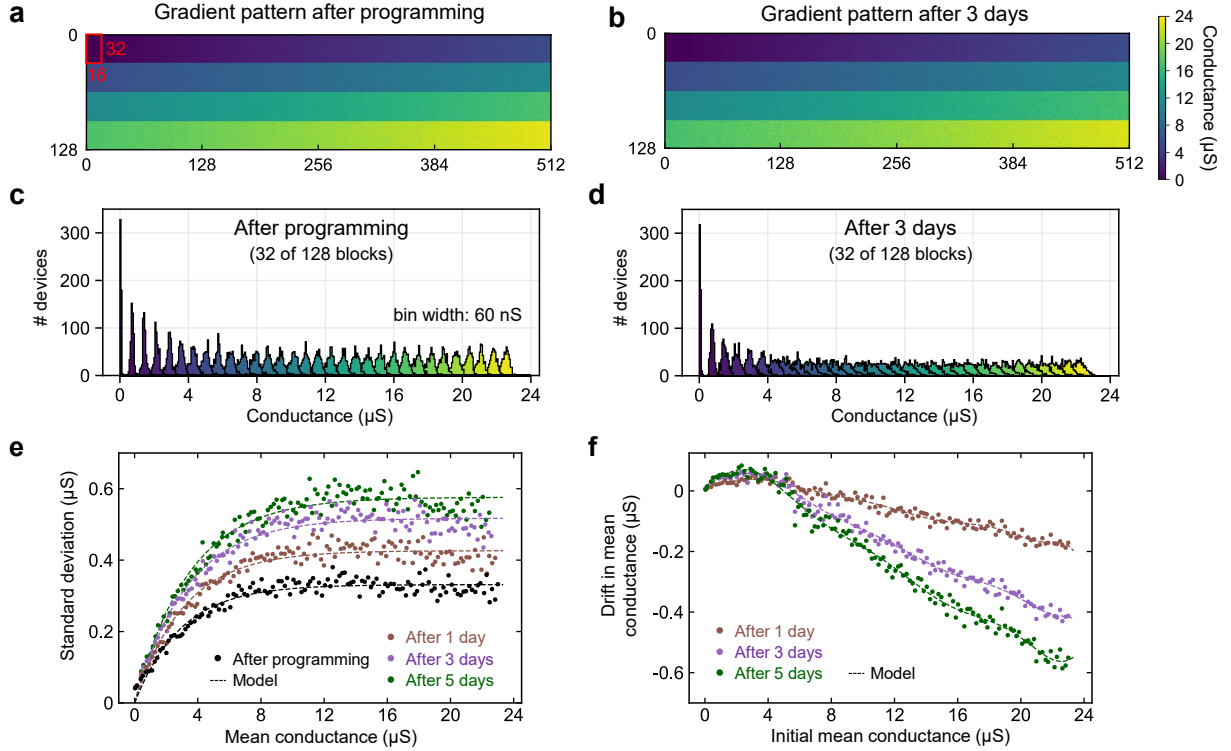 a
Gradient pattern after programming
0
32
16
128
0
128
256
384
512
b
Gradient pattern after 3 days
0
128
0
128
256
384
512
24
20
16
12
8
4
0
Conductance (µS)
c
After programming
(32 of 128 blocks)
bin width: 60 nS
300
200
100
0
# devices
0 4 8 12 16 20 24
Conductance (µS)
d
After 3 days
(32 of 128 blocks)
300
200
100
0
# devices
0 4 8 12 16 20 24
Conductance (µS)
e
0.6
0.4
0.2
0
Standard deviation (µS)
After programming
Model
After 1 day
After 3 days
After 5 days
0 4 8 12 16 20 24
Mean conductance (µS)
f
0
-0.2
-0.4
-0.6
Drift in mean
conductance (µS)
After 1 day
After 3 days
After 5 days
Model
0 4 8 12 16 20 24
Initial mean conductance (µS)